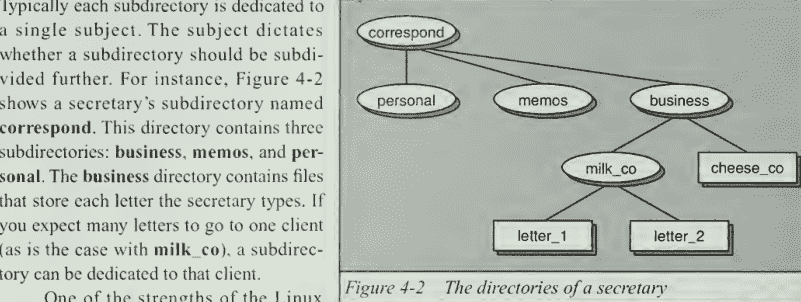 Typically each subdirectory is dedicated to
a single subject. The subject dictates
whether a subdirectory should be subdi-
vided further. For instance, Figure 4-2
shows a secretary's subdirectory named
correspond. This directory contains three
subdirectories: business, memos, and per-
sonal. The business directory contains files
that store each letter the secretary types. If
you expect many letters to go to one client
(as is the case with milk_co), a subdirec-
tory can be dedicated to that client.
One of the strengths of the Linux
correspond
personal memos business
milk_co cheese_co
letter_1 letter_2
Figure 4-2 The directories of a secretary